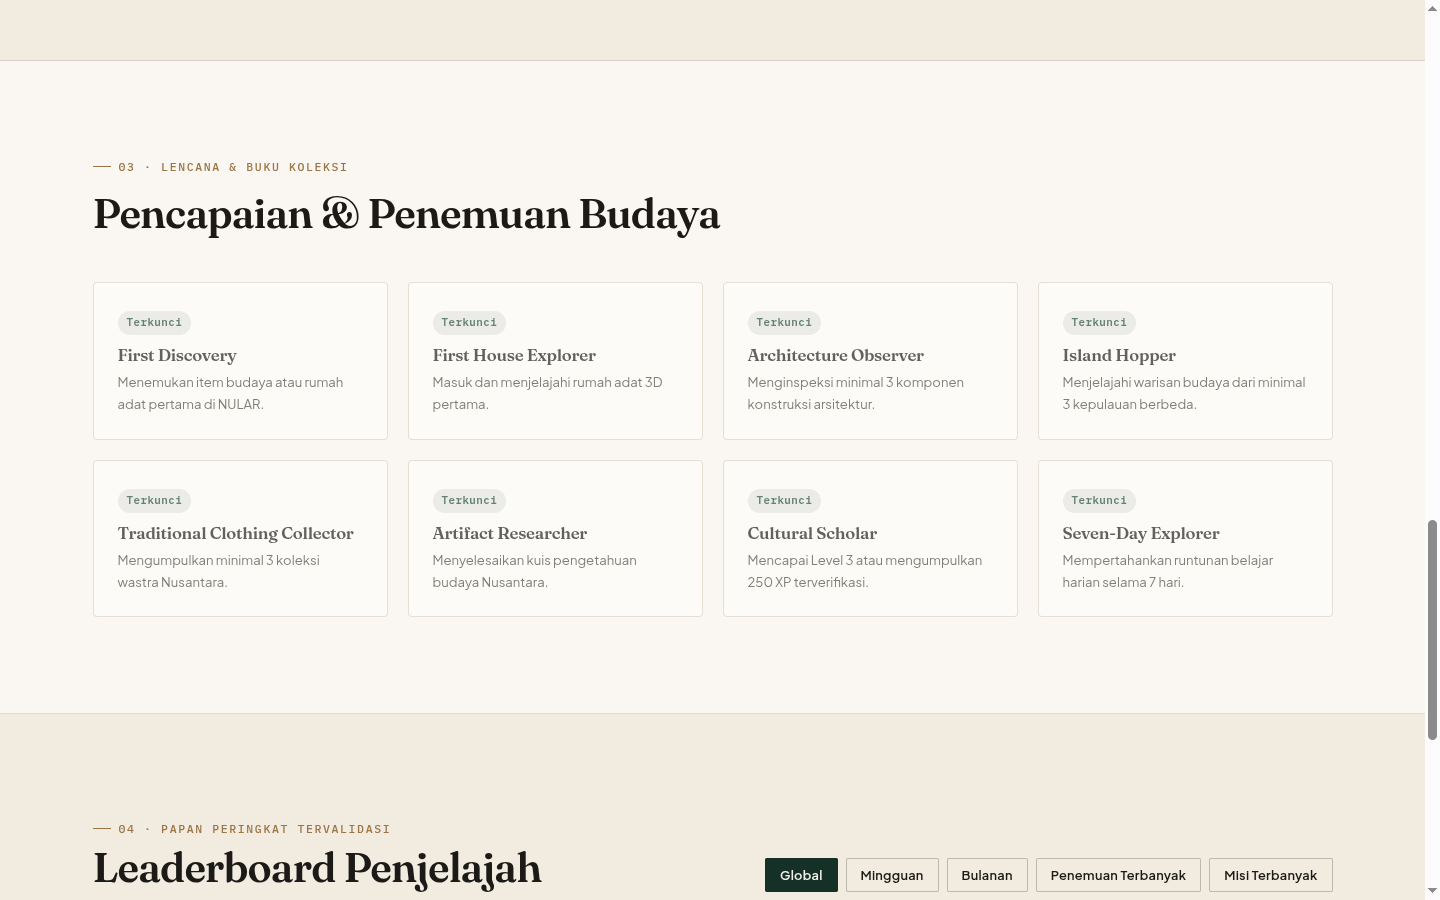 03 · LENCANA & BUKU KOLEKSI
Pencapaian & Penemuan Budaya
Terkunci
First Discovery
Menemukan item budaya atau rumah
adat pertama di NULAR.
Terkunci
First House Explorer
Masuk dan menjelajahi rumah adat 3D
pertama.
Terkunci
Architecture Observer
Menginspeksi minimal 3 komponen
konstruksi arsitektur.
Terkunci
Island Hopper
Menjelajahi warisan budaya dari minimal
3 kepulauan berbeda.
Terkunci
Traditional Clothing Collector
Mengumpulkan minimal 3 koleksi
wastra Nusantara.
Terkunci
Artifact Researcher
Menyelesaikan kuis pengetahuan
budaya Nusantara.
Terkunci
Cultural Scholar
Mencapai Level 3 atau mengumpulkan
250 XP terverifikasi.
Terkunci
Seven-Day Explorer
Mempertahankan runtunan belajar
harian selama 7 hari.
04 · PAPAN PERINGKAT TERVALIDASI
Leaderboard Penjelajah
Global
Mingguan
Bulanan
Penemuan Terbanyak
Misi Terbanyak